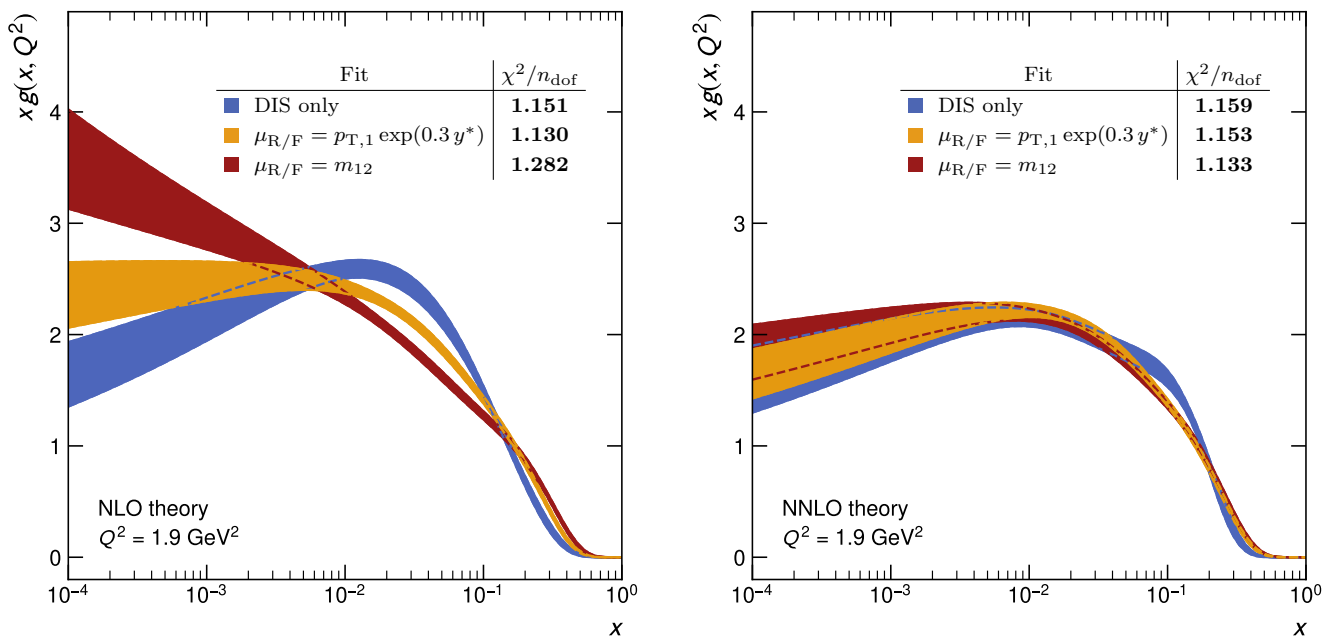 x g(x, Q²)
Fit χ²/n_dof
DIS only 1.151
μ_R/F = p_T,1 exp(0.3 y*) 1.130
μ_R/F = m_12 1.282
4
3
2
1
0
NLO theory
Q² = 1.9 GeV²
10⁻⁴ 10⁻³ 10⁻² 10⁻¹ 10⁰
x
x g(x, Q²)
Fit χ²/n_dof
DIS only 1.159
μ_R/F = p_T,1 exp(0.3 y*) 1.153
μ_R/F = m_12 1.133
4
3
2
1
0
NNLO theory
Q² = 1.9 GeV²
10⁻⁴ 10⁻³ 10⁻² 10⁻¹ 10⁰
x